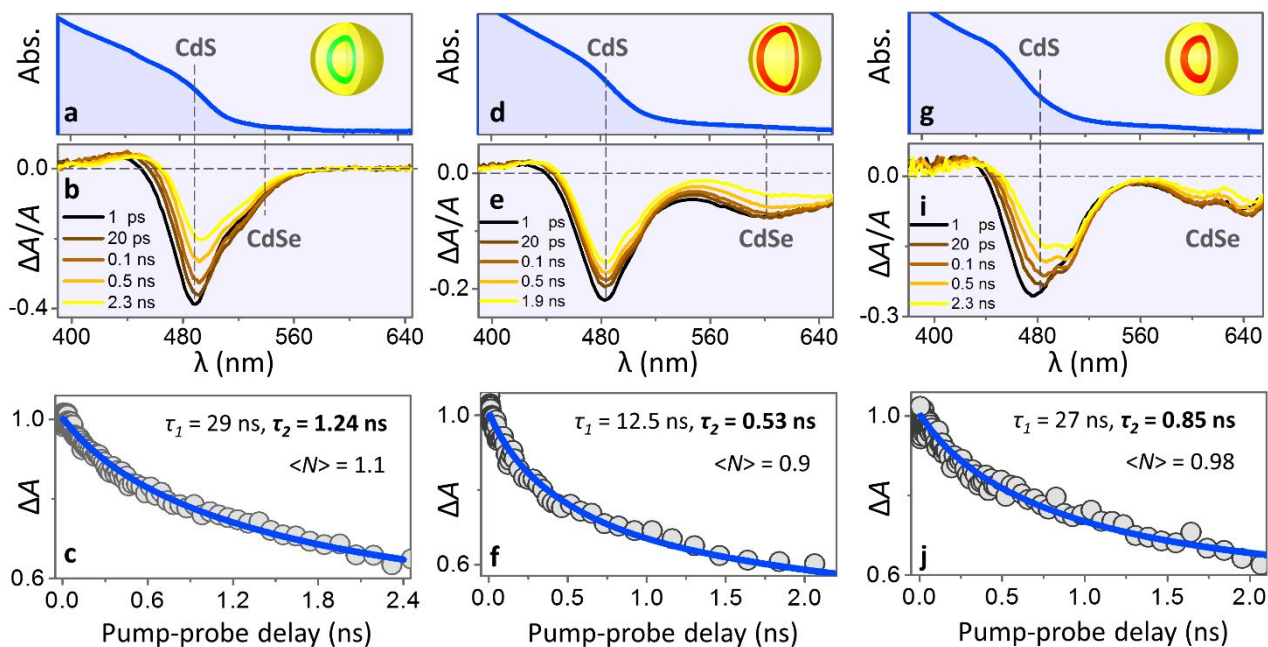 Abs.
CdS
a
0.0
b
1 ps
20 ps
0.1 ns
0.5 ns
2.3 ns
CdSe
ΔA/A
-0.4
400 480 560 640
λ (nm)
1.0
τ1 = 29 ns, τ2 = 1.24 ns
<N> = 1.1
ΔA
c
0.6
0.0 0.6 1.2 1.8 2.4
Pump-probe delay (ns)
Abs.
CdS
d
0.0
e
1 ps
20 ps
0.1 ns
0.5 ns
1.9 ns
CdSe
ΔA/A
-0.2
480 560 640
λ (nm)
1.0
τ1 = 12.5 ns, τ2 = 0.53 ns
<N> = 0.9
ΔA
f
0.6
0.0 0.5 1.0 1.5 2.0
Pump-probe delay (ns)
Abs.
CdS
g
0.0
i
1 ps
20 ps
0.1 ns
0.5 ns
2.3 ns
CdSe
ΔA/A
-0.3
400 480 560 640
λ (nm)
1.0
τ1 = 27 ns, τ2 = 0.85 ns
<N> = 0.98
ΔA
j
0.6
0.0 0.5 1.0 1.5 2.0
Pump-probe delay (ns)